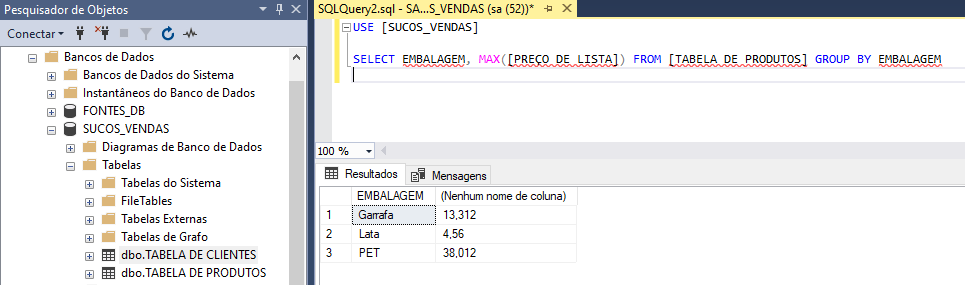 Pesquisador de Objetos
Conectar
Bancos de Dados
Bancos de Dados do Sistema
Instantâneos do Banco de Dados
FONTES_DB
SUCOS_VENDAS
Diagramas de Banco de Dados
Tabelas
Tabelas do Sistema
FileTables
Tabelas Externas
Tabelas de Grafo
dbo.TABELA DE CLIENTES
dbo.TABELA DE PRODUTOS
SQLQuery2.sql - SA...S_VENDAS (sa (52))*
USE [SUCOS_VENDAS]
SELECT EMBALAGEM, MAX([PREÇO DE LISTA]) FROM [TABELA DE PRODUTOS] GROUP BY EMBALAGEM
100 %
Resultados Mensagens
EMBALAGEM (Nenhum nome de coluna)
1 Garrafa 13,312
2 Lata 4,56
3 PET 38,012